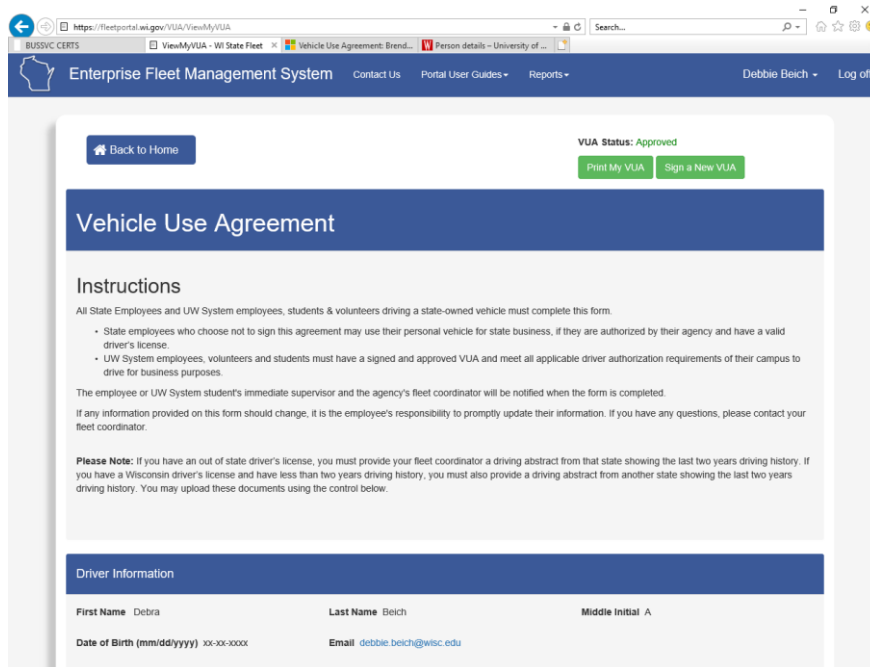 https://fleetportal.wi.gov/VUA/ViewMyVUA
Search...
BUSSVC CERTS
ViewMyVUA - WI State Fleet
Vehicle Use Agreement: Brend...
Person details – University of ...
Enterprise Fleet Management System
Contact Us
Portal User Guides
Reports
Debbie Beich
Log off
Back to Home
VUA Status: Approved
Print My VUA
Sign a New VUA
Vehicle Use Agreement
Instructions
All State Employees and UW System employees, students & volunteers driving a state-owned vehicle must complete this form.
• State employees who choose not to sign this agreement may use their personal vehicle for state business, if they are authorized by their agency and have a valid
driver's license.
• UW System employees, volunteers and students must have a signed and approved VUA and meet all applicable driver authorization requirements of their campus to
drive for business purposes.
The employee or UW System student's immediate supervisor and the agency's fleet coordinator will be notified when the form is completed.
If any information provided on this form should change, it is the employee's responsibility to promptly update their information. If you have any questions, please contact your
fleet coordinator.
Please Note: If you have an out of state driver's license, you must provide your fleet coordinator a driving abstract from that state showing the last two years driving history. If
you have a Wisconsin driver's license and have less than two years driving history, you must also provide a driving abstract from another state showing the last two years
driving history. You may upload these documents using the control below.
Driver Information
First Name Debra
Last Name Beich
Middle Initial A
Date of Birth (mm/dd/yyyy) xx-xx-xxxx
Email debbie.beich@wisc.edu